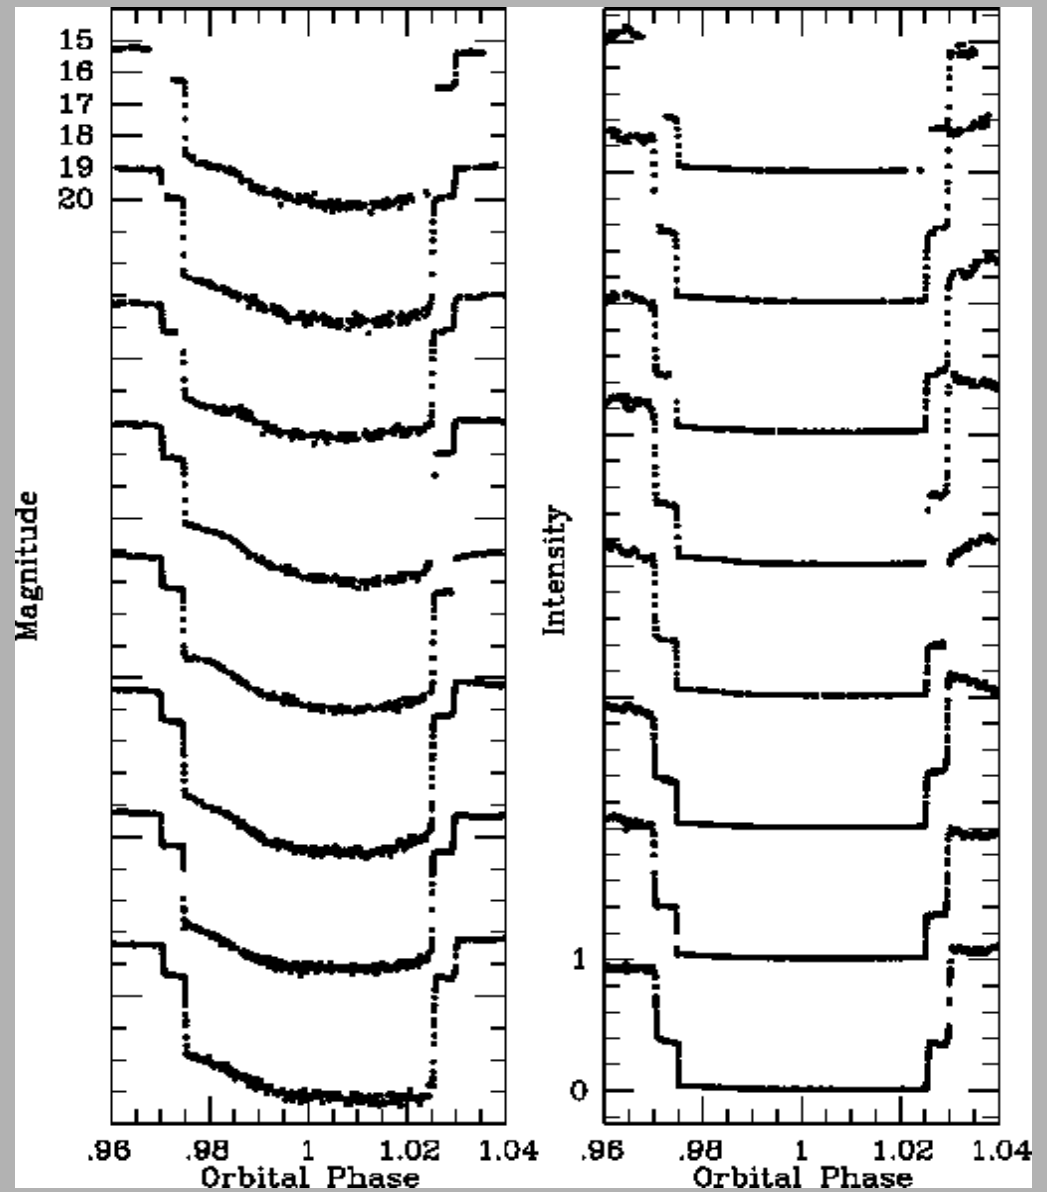 15
16
17
18
19
20
Magnitude
.96 .98 1 1.02 1.04
Orbital Phase
Intensity
1
0
.96 .98 1 1.02 1.04
Orbital Phase